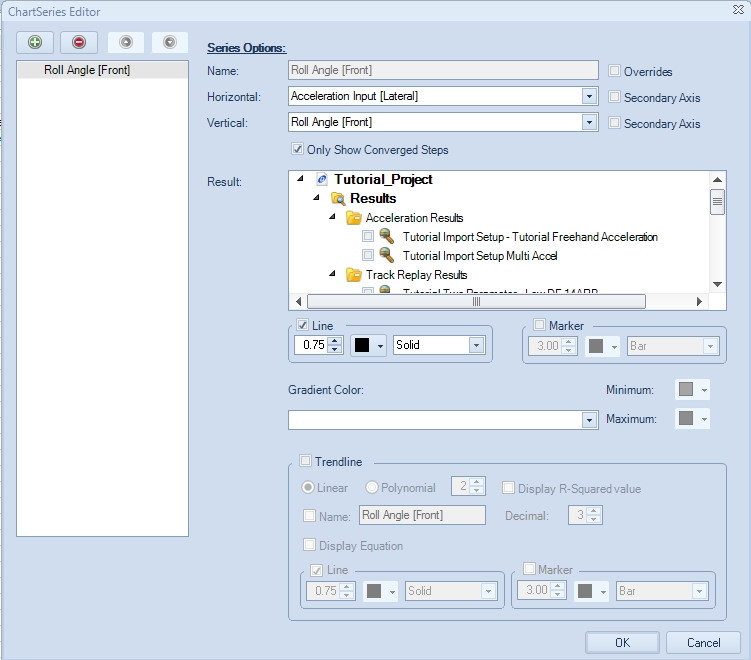 ChartSeries Editor
Roll Angle [Front]
Series Options:
Name: Roll Angle [Front] Overrides
Horizontal: Acceleration Input [Lateral] Secondary Axis
Vertical: Roll Angle [Front] Secondary Axis
Only Show Converged Steps
Result:
Tutorial_Project
Results
Acceleration Results
Tutorial Import Setup - Tutorial Freehand Acceleration
Tutorial Import Setup Multi Accel
Track Replay Results
Line Marker
0.75 Solid 3.00 Bar
Gradient Color: Minimum:
Maximum:
Trendline
Linear Polynomial 2 Display R-Squared value
Name: Roll Angle [Front] Decimal: 3
Display Equation
Line Marker
0.75 Solid 3.00 Bar
OK Cancel